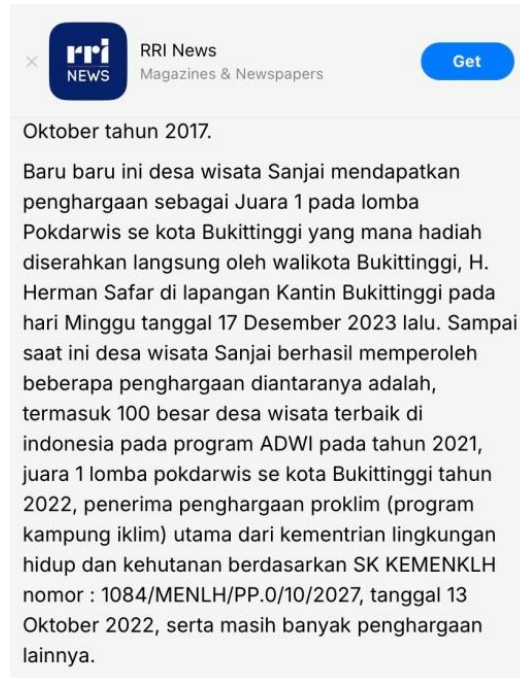 ×
rri
NEWS
RRI News
Magazines & Newspapers
Get
Oktober tahun 2017.
Baru baru ini desa wisata Sanjai mendapatkan
penghargaan sebagai Juara 1 pada lomba
Pokdarwis se kota Bukittinggi yang mana hadiah
diserahkan langsung oleh walikota Bukittinggi, H.
Herman Safar di lapangan Kantin Bukittinggi pada
hari Minggu tanggal 17 Desember 2023 lalu. Sampai
saat ini desa wisata Sanjai berhasil memperoleh
beberapa penghargaan diantaranya adalah,
termasuk 100 besar desa wisata terbaik di
indonesia pada program ADWI pada tahun 2021,
juara 1 lomba pokdarwis se kota Bukittinggi tahun
2022, penerima penghargaan proklim (program
kampung iklim) utama dari kementrian lingkungan
hidup dan kehutanan berdasarkan SK KEMENKLH
nomor : 1084/MENLH/PP.0/10/2027, tanggal 13
Oktober 2022, serta masih banyak penghargaan
lainnya.